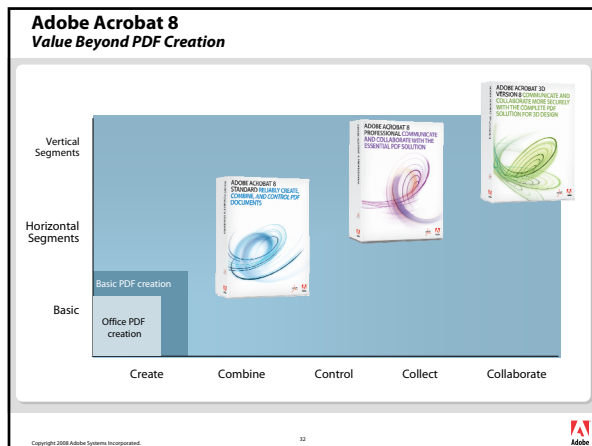 Adobe Acrobat 8
Value Beyond PDF Creation
ADOBE ACROBAT 3D
VERSION 8 COMMUNICATE AND
COLLABORATE MORE SECURELY
WITH THE COMPLETE PDF
SOLUTION FOR 3D DESIGN
ADOBE ACROBAT 8
PROFESSIONAL COMMUNICATE
AND COLLABORATE WITH THE
ESSENTIAL PDF SOLUTION
ADOBE ACROBAT 8
STANDARD RELIABLY CREATE,
COMBINE, AND CONTROL PDF
DOCUMENTS
Vertical
Segments
Horizontal
Segments
Basic
Basic PDF creation
Office PDF
creation
Create
Combine
Control
Collect
Collaborate
Copyright 2008 Adobe Systems Incorporated.
32
Adobe